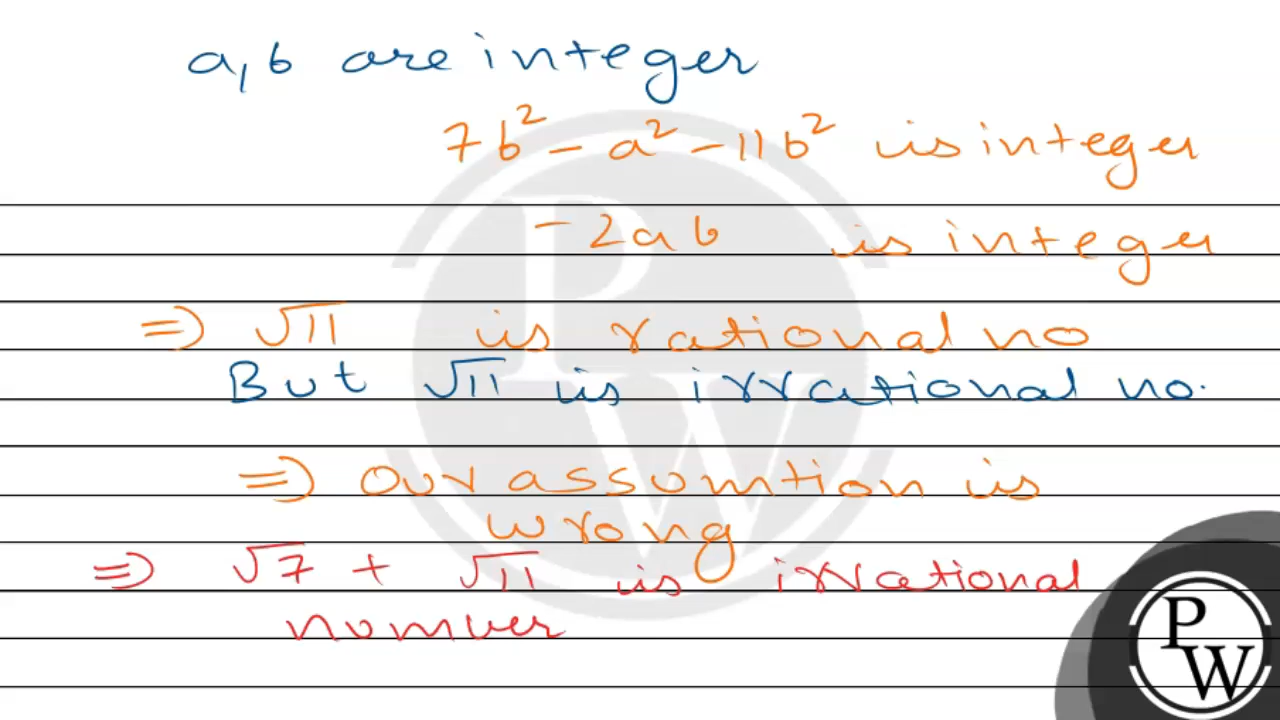 a, b are integer
7b² - a² - 11b² is integer
-2ab is integer
=) √11 is rational no
But √11 is irrational no.
=) our assumtion is
wrong
=) √7 + √11 is irrational
number
PW
PW